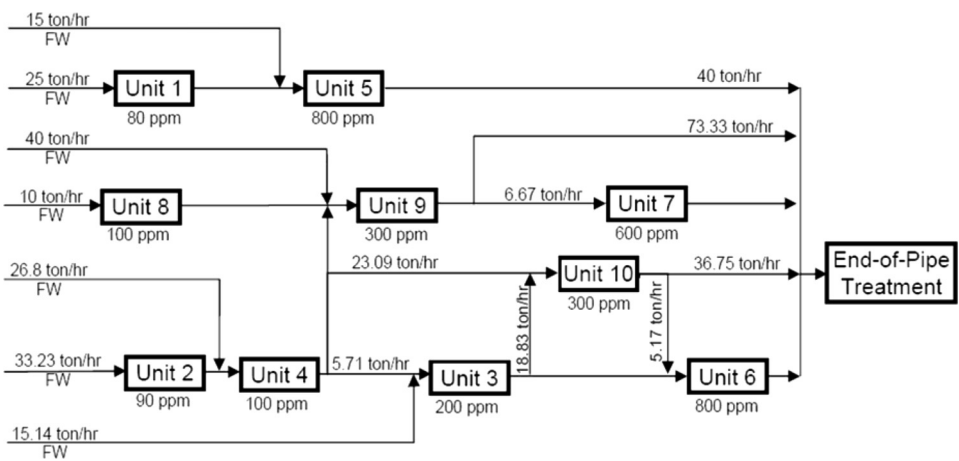 15 ton/hr
FW
25 ton/hr
FW
Unit 1
80 ppm
Unit 5
800 ppm
40 ton/hr
40 ton/hr
FW
73.33 ton/hr
10 ton/hr
FW
Unit 8
100 ppm
Unit 9
300 ppm
6.67 ton/hr
Unit 7
600 ppm
26.8 ton/hr
FW
23.09 ton/hr
Unit 10
300 ppm
36.75 ton/hr
End-of-Pipe
Treatment
18.83 ton/hr
5.17 ton/hr
33.23 ton/hr
FW
Unit 2
90 ppm
Unit 4
100 ppm
5.71 ton/hr
Unit 3
200 ppm
Unit 6
800 ppm
15.14 ton/hr
FW